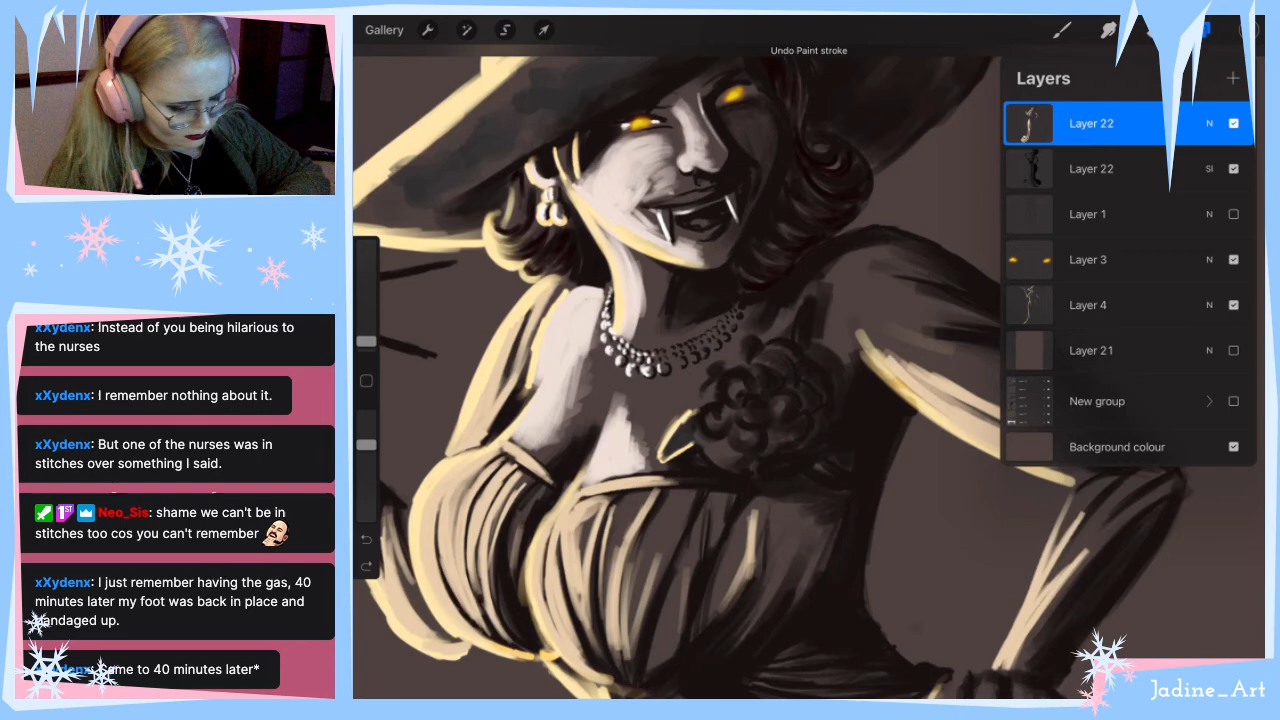 Gallery
Undo Paint stroke
Layers
Layer 22
N
Layer 22
Sl
Layer 1
N
Layer 3
N
Layer 4
N
Layer 21
N
New group
Background colour
xXydenx: Instead of you being hilarious to
the nurses
xXydenx: I remember nothing about it.
xXydenx: But one of the nurses was in
stitches over something I said.
1ST Neo_Sis: shame we can't be in
stitches too cos you can't remember
xXydenx: I just remember having the gas, 40
minutes later my foot was back in place and
bandaged up.
came to 40 minutes later*
Jadine_Art